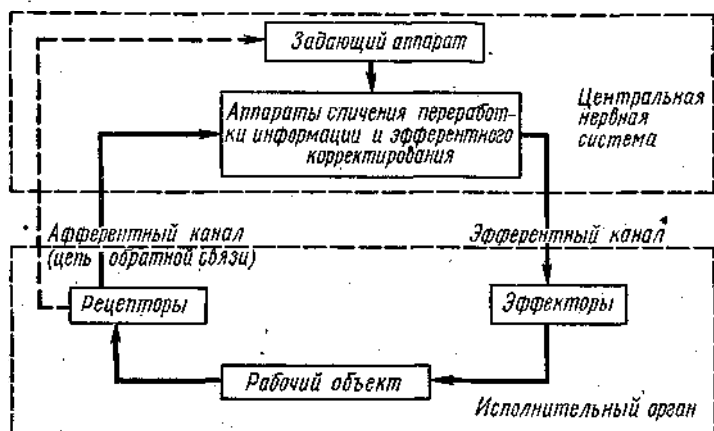 Задающий аппарат
Аппараты сличения переработ-
ки информации и эфферентного
корректирования
Центральная
нервная
система
Афферентный канал
(цепь обратной связи)
Эфферентный канал
Рецепторы
Эффекторы
Рабочий объект
Исполнительный орган